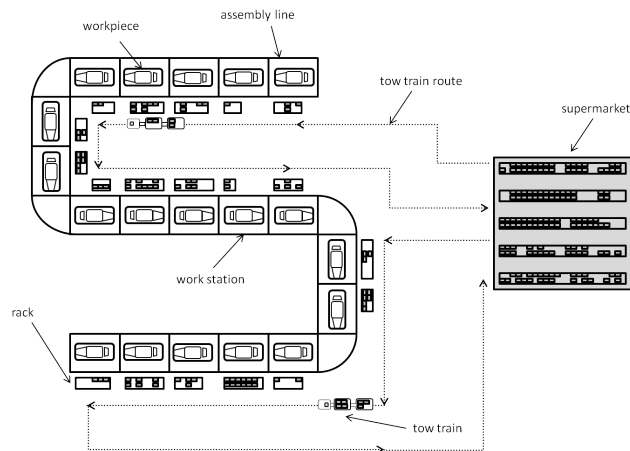 assembly line
workpiece
tow train route
supermarket
work station
rack
tow train